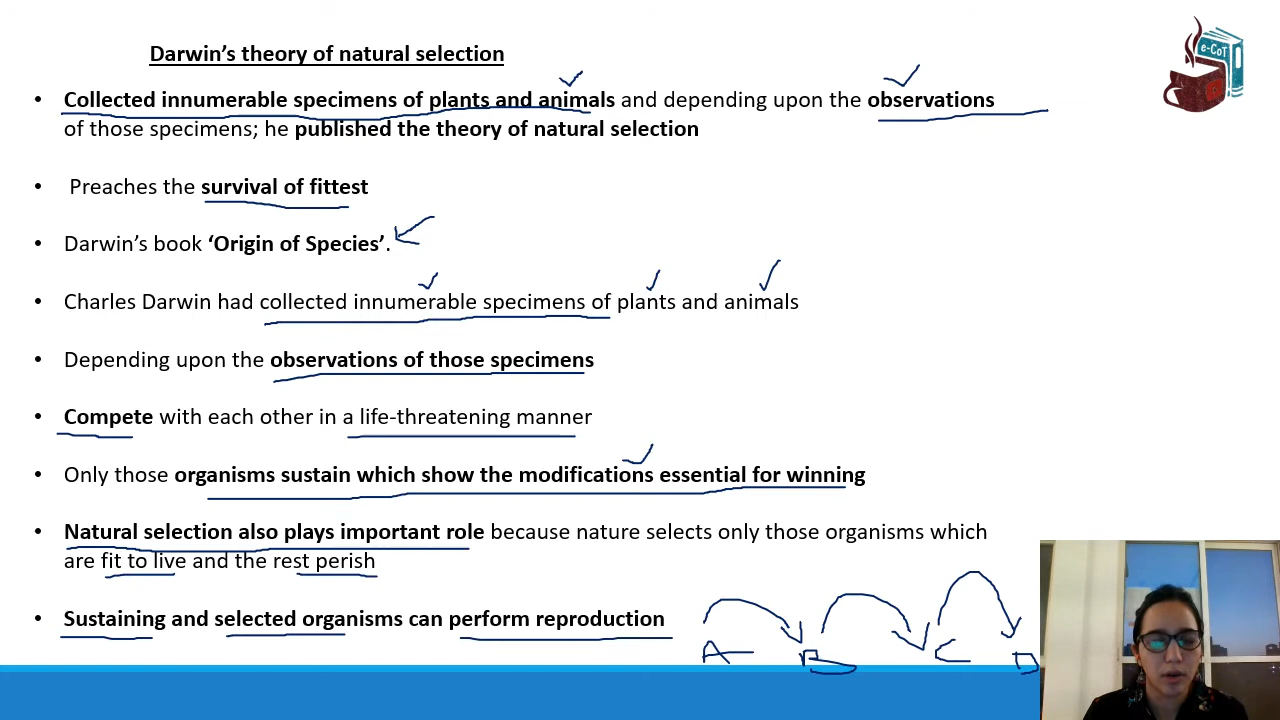 Darwin's theory of natural selection
e-CoT
• Collected innumerable specimens of plants and animals and depending upon the observations
of those specimens; he published the theory of natural selection
• Preaches the survival of fittest
• Darwin's book ‘Origin of Species’.
• Charles Darwin had collected innumerable specimens of plants and animals
• Depending upon the observations of those specimens
• Compete with each other in a life-threatening manner
• Only those organisms sustain which show the modifications essential for winning
• Natural selection also plays important role because nature selects only those organisms which
are fit to live and the rest perish
• Sustaining and selected organisms can perform reproduction
A B C D